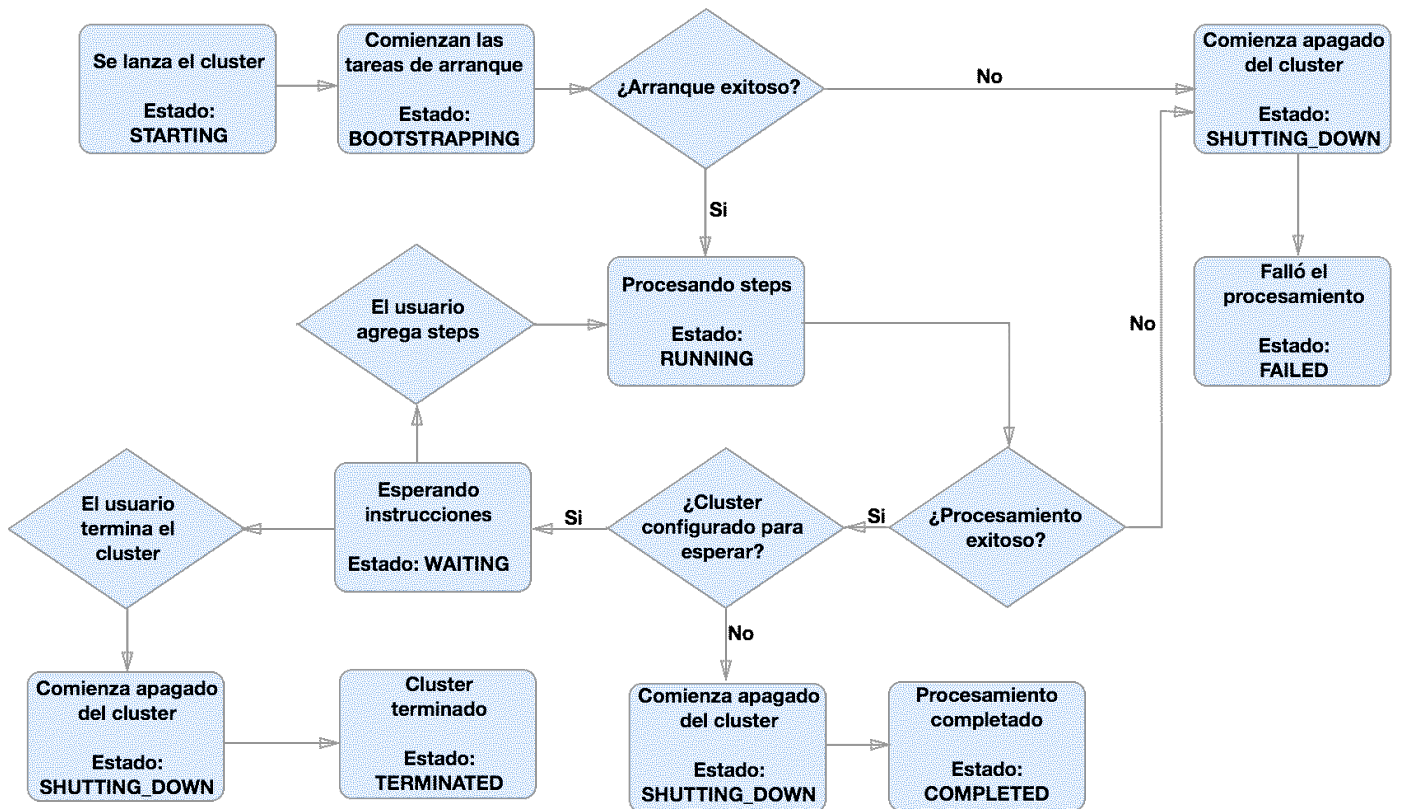 Se lanza el cluster
Estado:
STARTING
Comienzan las
tareas de arranque
Estado:
BOOTSTRAPPING
¿Arranque exitoso?
No
Comienza apagado
del cluster
Estado:
SHUTTING_DOWN
Si
El usuario
agrega steps
Procesando steps
Estado:
RUNNING
No
Falló el
procesamiento
Estado:
FAILED
El usuario
termina el
cluster
Esperando
instrucciones
Estado: WAITING
Si
¿Cluster
configurado para
esperar?
Si
¿Procesamiento
exitoso?
No
Comienza apagado
del cluster
Estado:
SHUTTING_DOWN
Cluster
terminado
Estado:
TERMINATED
Comienza apagado
del cluster
Estado:
SHUTTING_DOWN
Procesamiento
completado
Estado:
COMPLETED